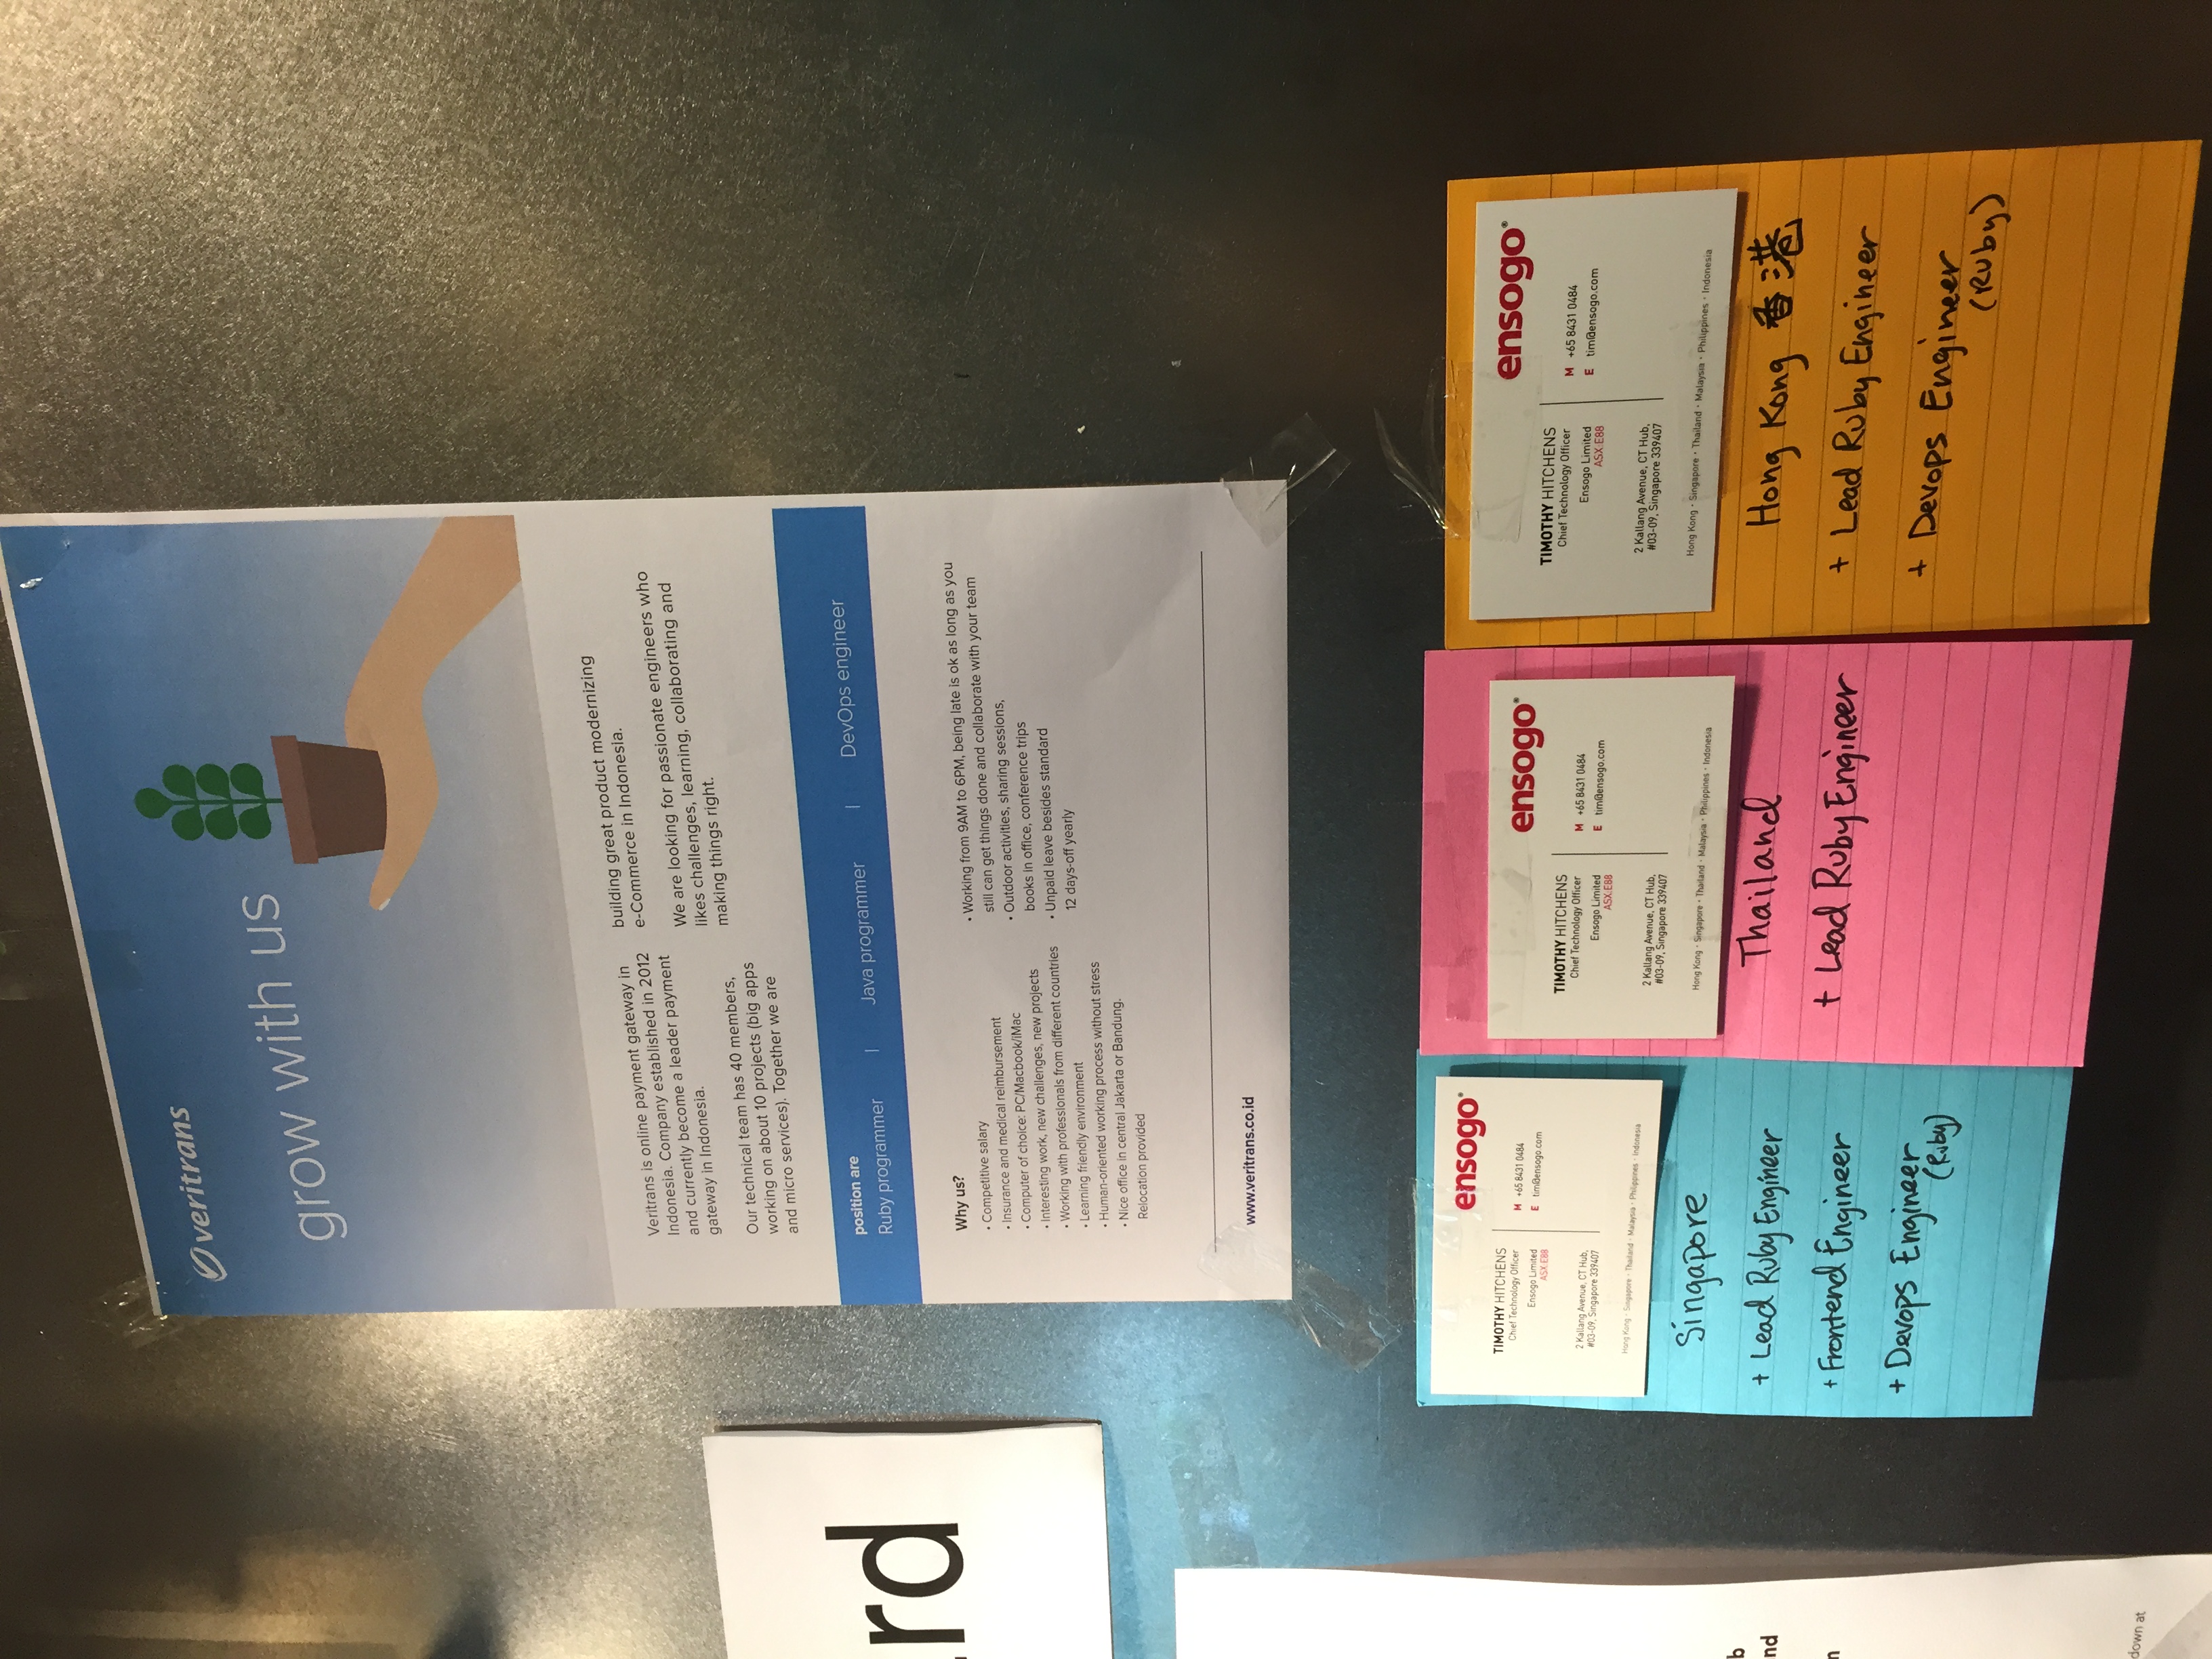 veritrans
grow with us
Veritrans is online payment gateway in
Indonesia. Company established in 2012
and currently become a leader payment
gateway in Indonesia.
Our technical team has 40 members,
working on about 10 projects (big apps
and micro services). Together we are
building great product modernizing
e-Commerce in Indonesia.
We are looking for passionate engineers who
likes challenges, learning, collaborating and
making things right.
position are
Ruby programmer | Java programmer | DevOps engineer
Why us?
• Competitive salary
• Insurance and medical reimbursement
• Computer of choice: PC/Macbook/iMac
• Interesting work, new challenges, new projects
• Working with professionals from different countries
• Learning friendly environment
• Human-oriented working process without stress
• Nice office in central Jakarta or Bandung.
Relocation provided
• Working from 9AM to 6PM, being late is ok as long as you
still can get things done and collaborate with your team
• Outdoor activities, sharing sessions,
books in office, conference trips
• Unpaid leave besides standard
12 days-off yearly
www.veritrans.co.id
rd
b
nd
n
down at
ensogo
TIMOTHY HITCHENS
Chief Technology Officer
Ensogo Limited
ASX:E88
2 Kallang Avenue, CT Hub,
#03-09, Singapore 339407
M +65 8431 0484
E tim@ensogo.com
Hong Kong • Singapore • Thailand • Malaysia • Philippines • Indonesia
Singapore
+ Lead Ruby Engineer
+ Frontend Engineer
+ Devops Engineer
(Ruby)
ensogo
TIMOTHY HITCHENS
Chief Technology Officer
Ensogo Limited
ASX:E88
2 Kallang Avenue, CT Hub,
#03-09, Singapore 339407
M +65 8431 0484
E tim@ensogo.com
Hong Kong • Singapore • Thailand • Malaysia • Philippines • Indonesia
Thailand
+ Lead Ruby Engineer
ensogo
TIMOTHY HITCHENS
Chief Technology Officer
Ensogo Limited
ASX:E88
2 Kallang Avenue, CT Hub,
#03-09, Singapore 339407
M +65 8431 0484
E tim@ensogo.com
Hong Kong • Singapore • Thailand • Malaysia • Philippines • Indonesia
Hong Kong 香港
+ Lead Ruby Engineer
+ Devops Engineer
(Ruby)